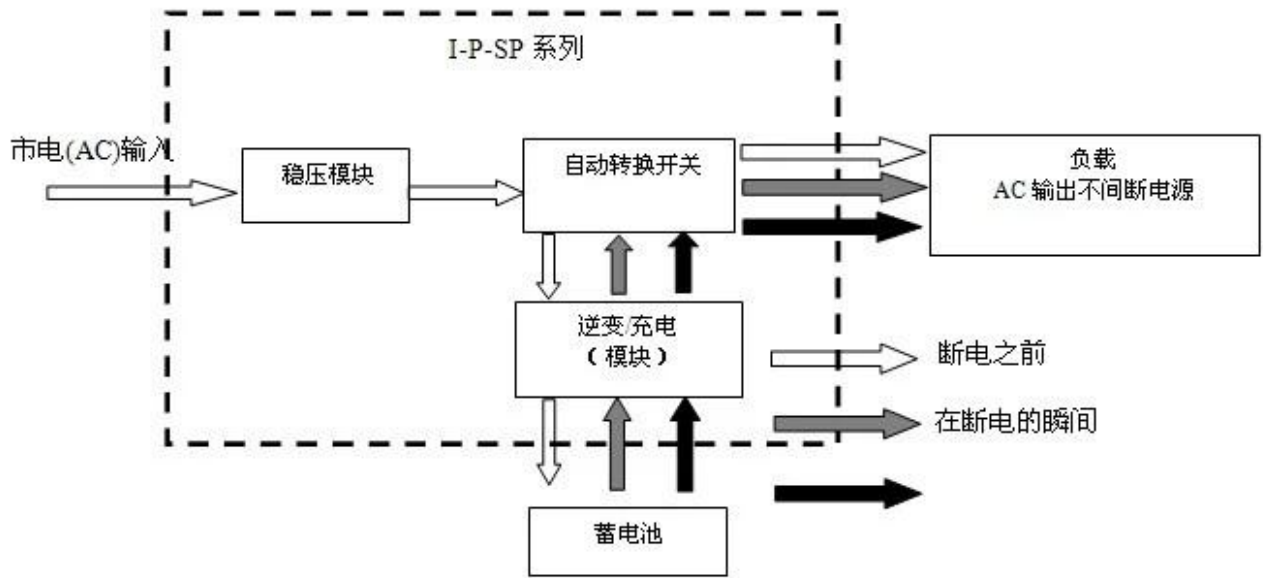 I-P-SP 系列
市电(AC)输入
稳压模块
自动转换开关
负载
AC 输出不间断电源
逆变/充电
（模块）
断电之前
在断电的瞬间
蓄电池